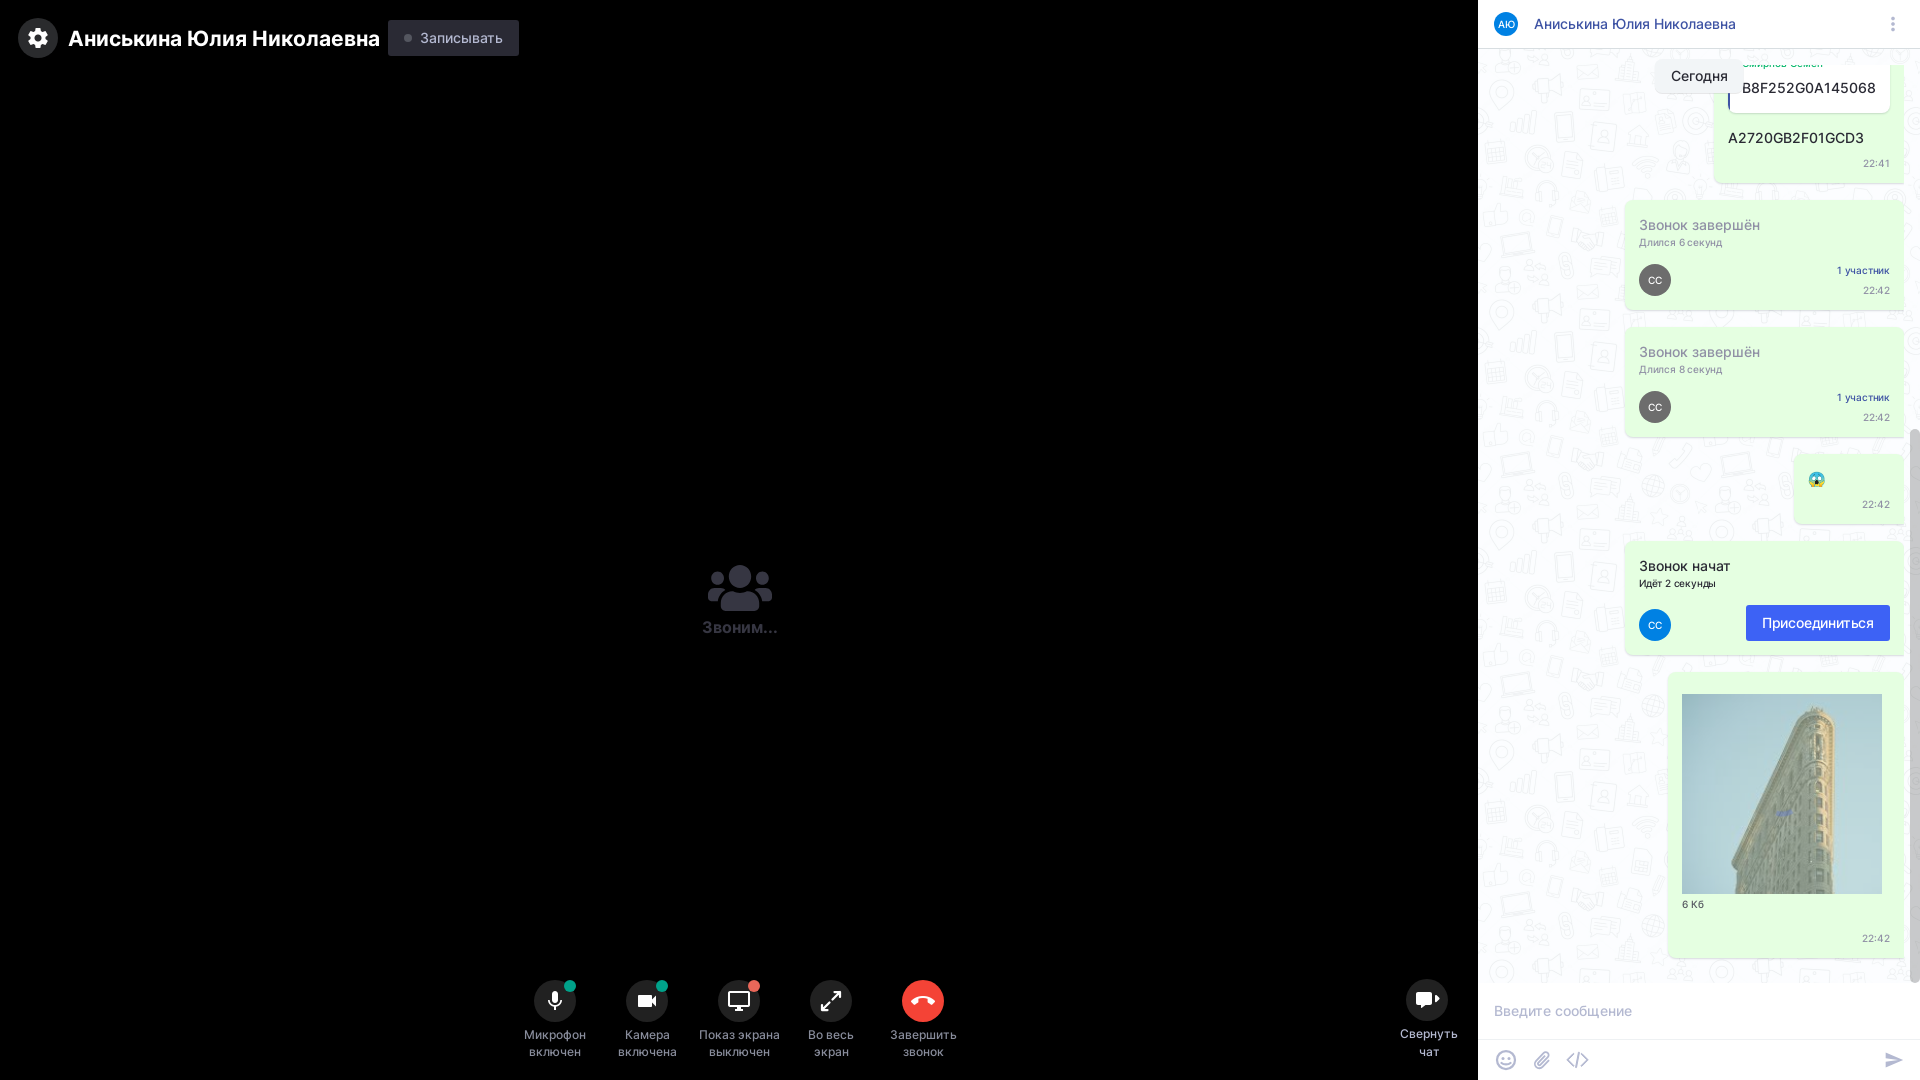 Аниськина Юлия Николаевна
Записывать
Звоним...
Микрофон включен
Камера включена
Показ экрана выключен
Во весь экран
Завершить звонок
Свернуть чат
АЮ
Аниськина Юлия Николаевна
Сегодня
B8F252G0A145068
A2720GB2F01GCD3
22:41
Звонок завершён
Длился 6 секунд
СС
1 участник
22:42
Звонок завершён
Длился 8 секунд
СС
1 участник
22:42
22:42
Звонок начат
Идёт 2 секунды
СС
Присоединиться
6 Кб
22:42
Введите сообщение